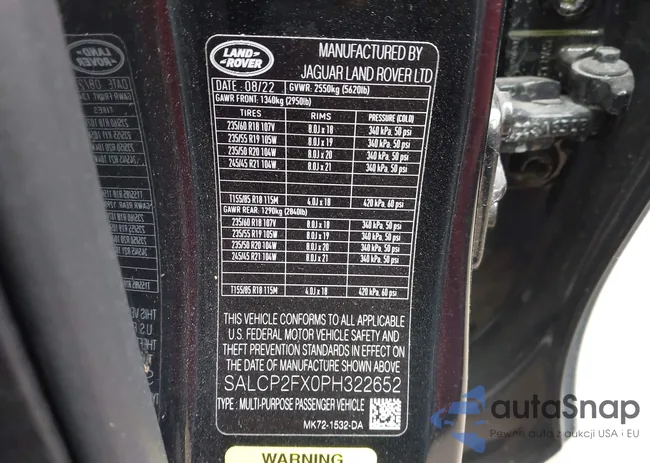 LAND
ROVER
MANUFACTURED BY
JAGUAR LAND ROVER LTD
DATE : 08/22 GVWR: 2550kg (5620lb)
GAWR FRONT: 1340kg (2950lb)
TIRES RIMS PRESSURE (COLD)
235/60 R18 107V 8.0J x 18 340 kPa, 50 psi
235/55 R19 105W 8.0J x 19 340 kPa, 50 psi
235/50 R20 104W 8.0J x 20 340 kPa, 50 psi
245/45 R21 104W 8.0J x 21 340 kPa, 50 psi
T155/85 R18 115M 4.0J x 18 420 kPa, 60 psi
GAWR REAR: 1290kg (2840lb)
235/60 R18 107V 8.0J x 18 340 kPa, 50 psi
235/55 R19 105W 8.0J x 19 340 kPa, 50 psi
235/50 R20 104W 8.0J x 20 340 kPa, 50 psi
245/45 R21 104W 8.0J x 21 340 kPa, 50 psi
T155/85 R18 115M 4.0J x 18 420 kPa, 60 psi
THIS VEHICLE CONFORMS TO ALL APPLICABLE
U.S. FEDERAL MOTOR VEHICLE SAFETY AND
THEFT PREVENTION STANDARDS IN EFFECT ON
THE DATE OF MANUFACTURE SHOWN ABOVE
SALCP2FX0PH322652
TYPE : MULTI-PURPOSE PASSENGER VEHICLE
MK72-1532-DA
WARNING
autoSnap
Pewne auta z aukcji USA i EU